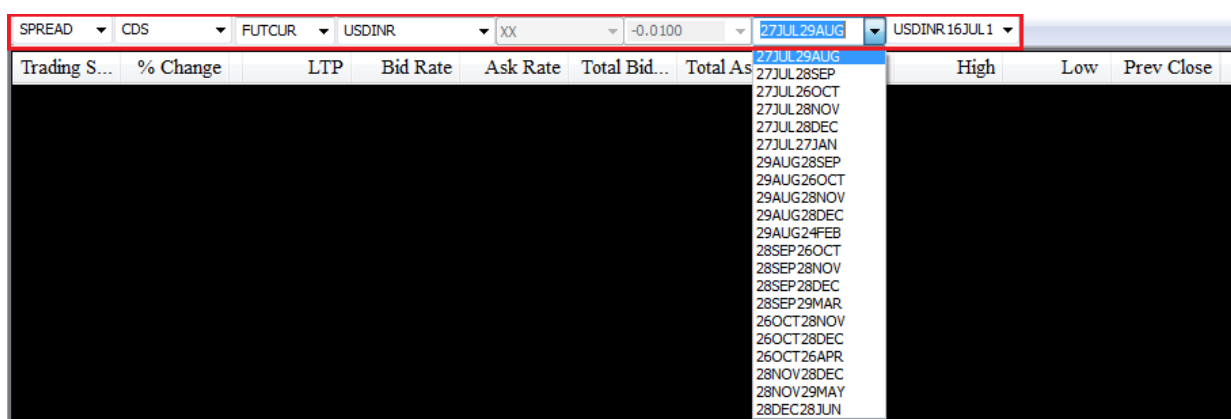 SPREAD CDS FUTCUR USDINR XX -0.0100 27JUL29AUG USDINR16JUL1
Trading S... % Change LTP Bid Rate Ask Rate Total Bid... Total As High Low Prev Close
27JUL29AUG
27JUL28SEP
27JUL26OCT
27JUL28NOV
27JUL28DEC
27JUL27JAN
29AUG28SEP
29AUG26OCT
29AUG28NOV
29AUG28DEC
29AUG24FEB
28SEP26OCT
28SEP28NOV
28SEP28DEC
28SEP29MAR
26OCT28NOV
26OCT28DEC
26OCT26APR
28NOV28DEC
28NOV29MAY
28DEC28JUN